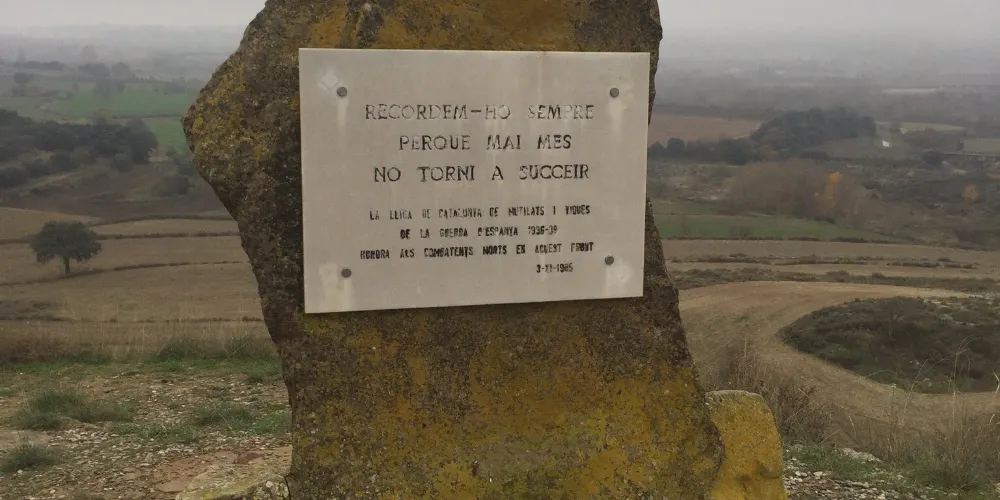 RECORDEM-HO SEMPRE
PERQUE MAI MES
NO TORNI A SUCCEIR
LA LLIGA DE CATALUNYA DE MUTILATS I VIDUES
DE LA GUERRA D'ESPANYA 1936-39
HONORA ALS COMBATENTS MORTS EN AQUEST FRONT
3-11-1985